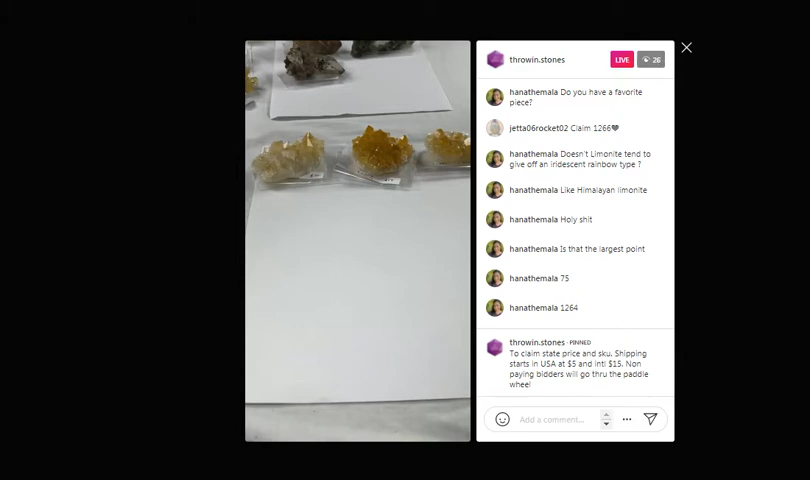 throwin.stones
LIVE
26
hanathemala Do you have a favorite
piece?
jetta06rocket02 Claim 1266🖤
hanathemala Doesn't Limonite tend to
give off an iridescent rainbow type ?
hanathemala Like Himalayan limonite
hanathemala Holy shit
hanathemala Is that the largest point
hanathemala 75
hanathemala 1264
throwin.stones · PINNED
To claim state price and sku. Shipping
starts in USA at $5 and intl $15. Non
paying bidders will go thru the paddle
wheel
Add a comment...